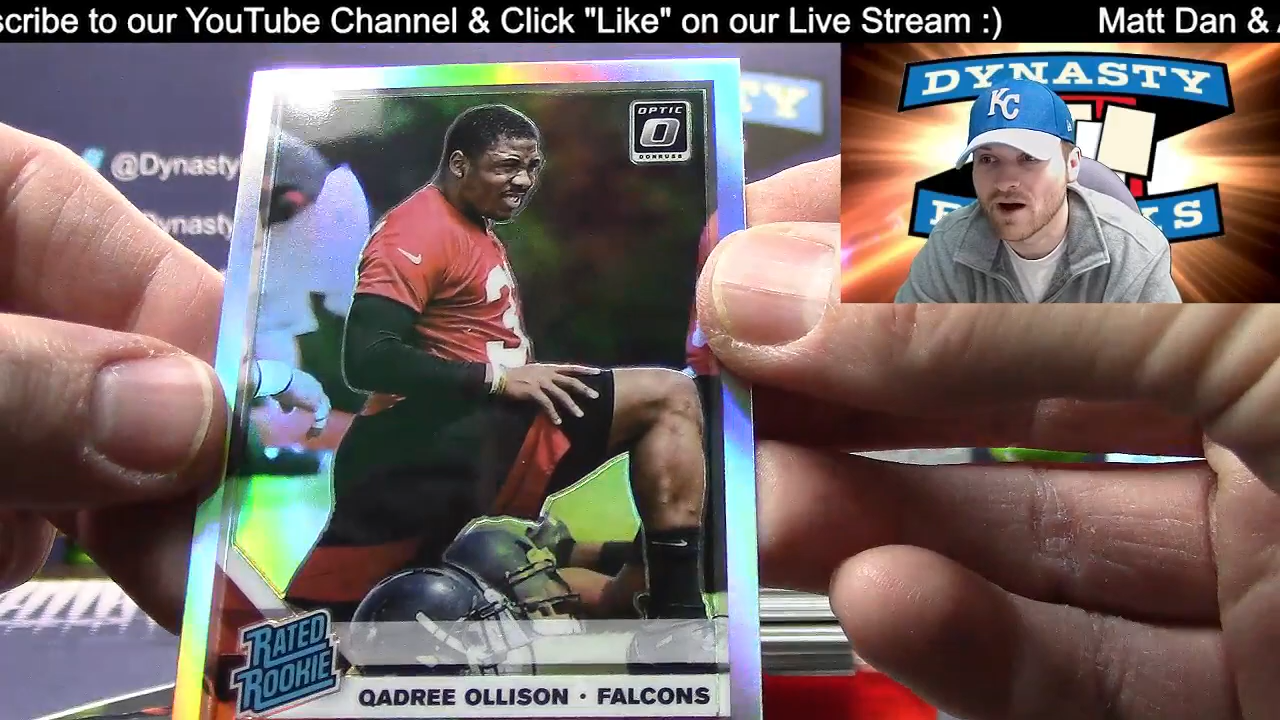 scribe to our YouTube Channel & Click "Like" on our Live Stream :)
Matt Dan &
DYNASTY
KC
@Dynasty
OPTIC
O
DONRUSS
3
RATED
ROOKIE
QADREE OLLISON · FALCONS